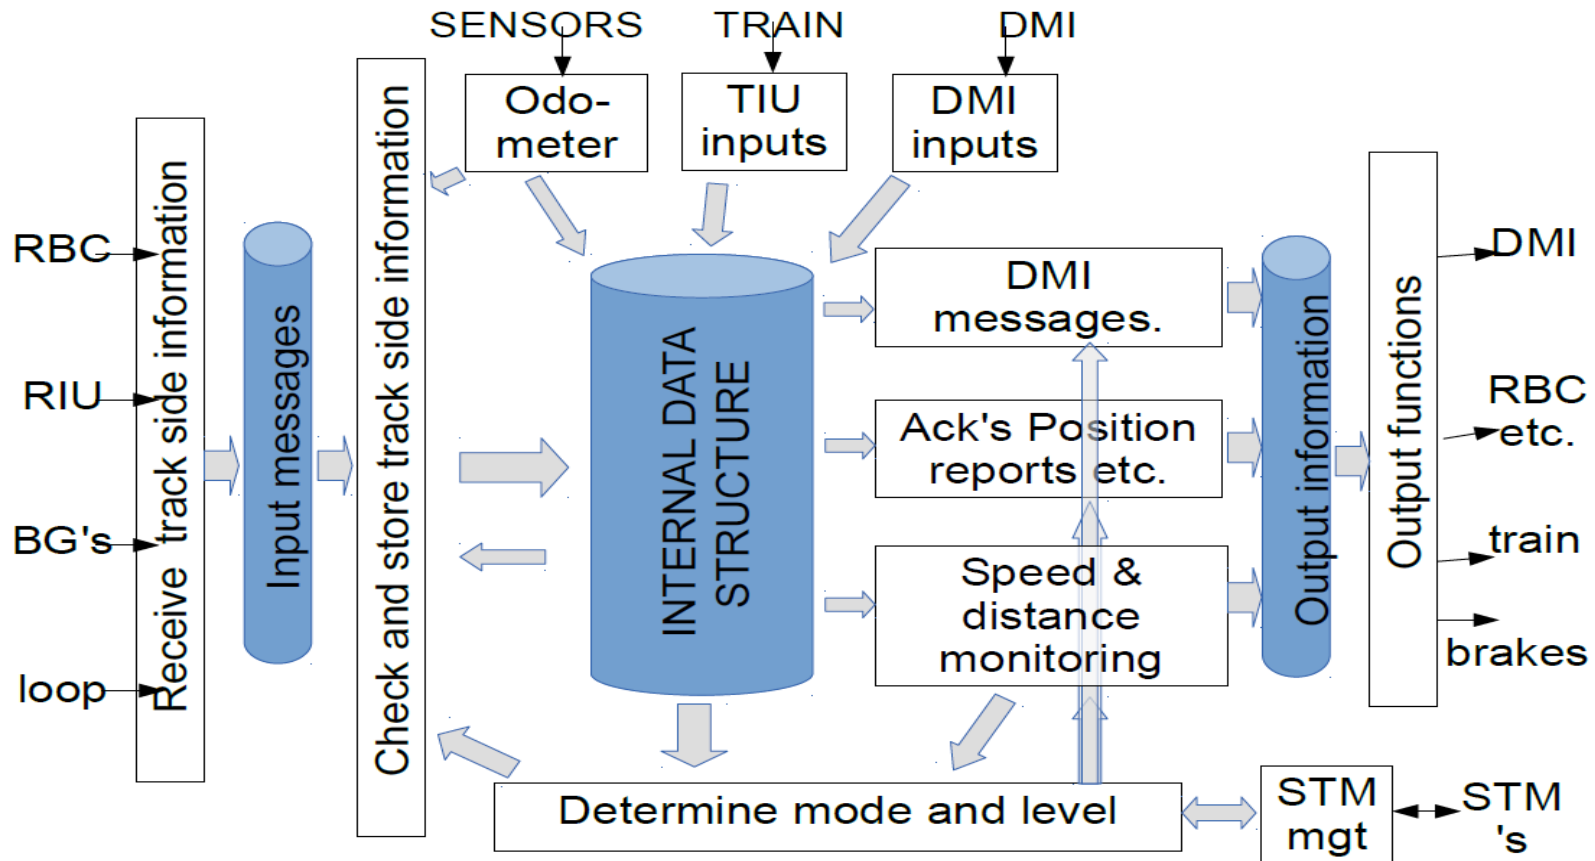 SENSORS
TRAIN
DMI
Odo-
meter
TIU
inputs
DMI
inputs
RBC
RIU
BG's
loop
Receive track side information
Input messages
Check and store track side information
INTERNAL DATA
STRUCTURE
DMI
messages.
Ack's Position
reports etc.
Speed &
distance
monitoring
Determine mode and level
Output information
Output functions
DMI
RBC
etc.
train
brakes
STM
mgt
STM
's